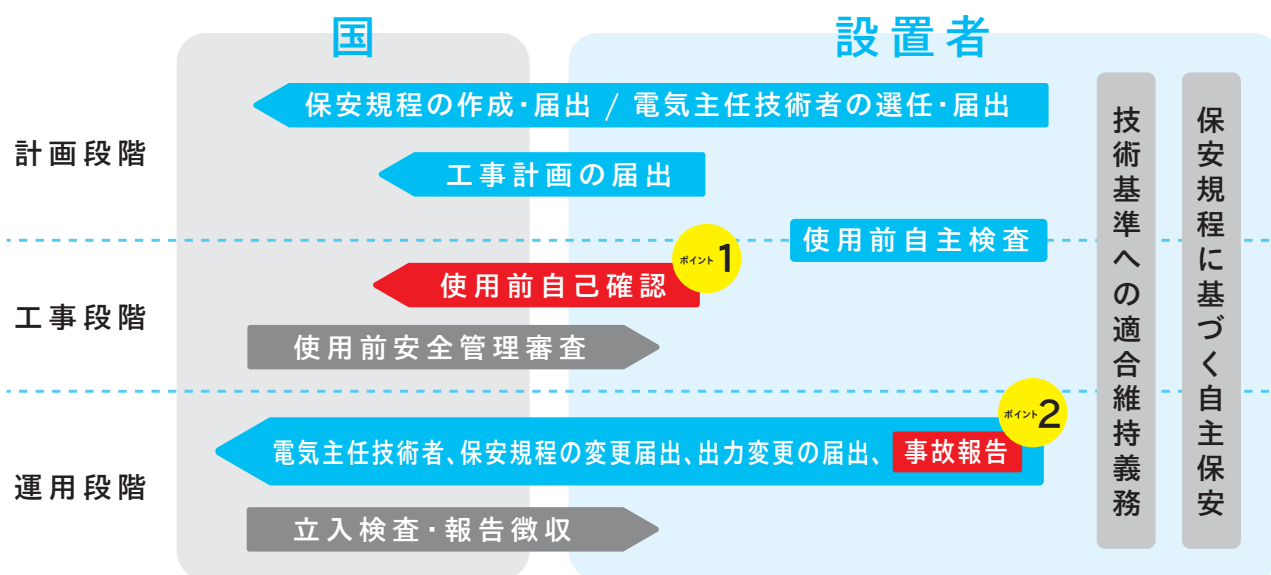 国
設置者
計画段階
保安規程の作成・届出 / 電気主任技術者の選任・届出
工事計画の届出
使用前自主検査
工事段階
使用前自己確認
ポイント1
使用前安全管理審査
運用段階
電気主任技術者、保安規程の変更届出、出力変更の届出、 事故報告
ポイント2
立入検査・報告徴収
技術基準への適合維持義務
保安規程に基づく自主保安